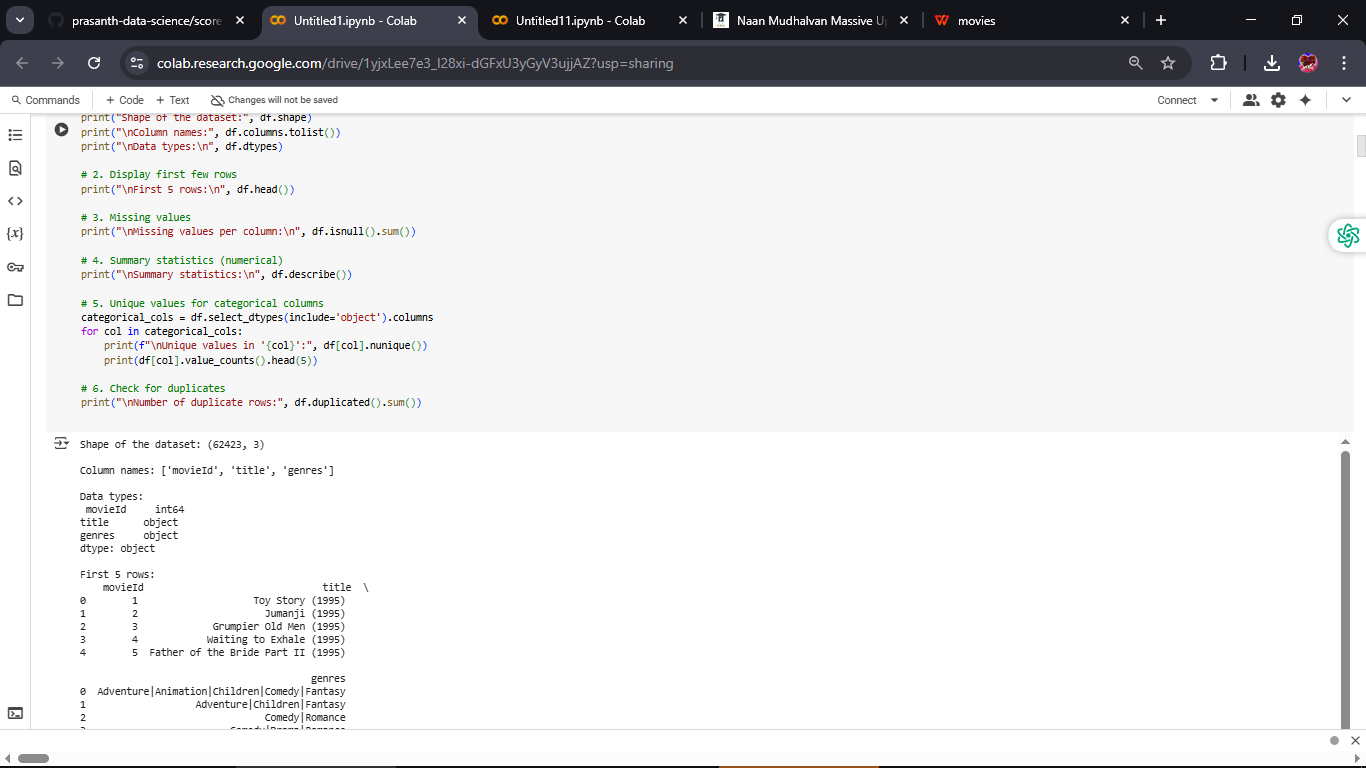 prasanth-data-science/score
Untitled1.ipynb - Colab
Untitled11.ipynb - Colab
Naan Mudhalvan Massive U
movies
colab.research.google.com/drive/1yjxLee7e3_l28xi-dGFxU3yGyV3ujjAZ?usp=sharing
Commands + Code + Text Changes will not be saved Connect
print("Shape of the dataset:", df.shape)
print("\nColumn names:", df.columns.tolist())
print("\nData types:\n", df.dtypes)
# 2. Display first few rows
print("\nFirst 5 rows:\n", df.head())
# 3. Missing values
print("\nMissing values per column:\n", df.isnull().sum())
# 4. Summary statistics (numerical)
print("\nSummary statistics:\n", df.describe())
# 5. Unique values for categorical columns
categorical_cols = df.select_dtypes(include='object').columns
for col in categorical_cols:
    print(f"\nUnique values in '{col}':", df[col].nunique())
    print(df[col].value_counts().head(5))
# 6. Check for duplicates
print("\nNumber of duplicate rows:", df.duplicated().sum())
Shape of the dataset: (62423, 3)
Column names: ['movieId', 'title', 'genres']
Data types:
movieId int64
title object
genres object
dtype: object
First 5 rows:
movieId title \
0 1 Toy Story (1995)
1 2 Jumanji (1995)
2 3 Grumpier Old Men (1995)
3 4 Waiting to Exhale (1995)
4 5 Father of the Bride Part II (1995)
genres
0 Adventure|Animation|Children|Comedy|Fantasy
1 Adventure|Children|Fantasy
2 Comedy|Romance
3 Comedy|Drama|Romance